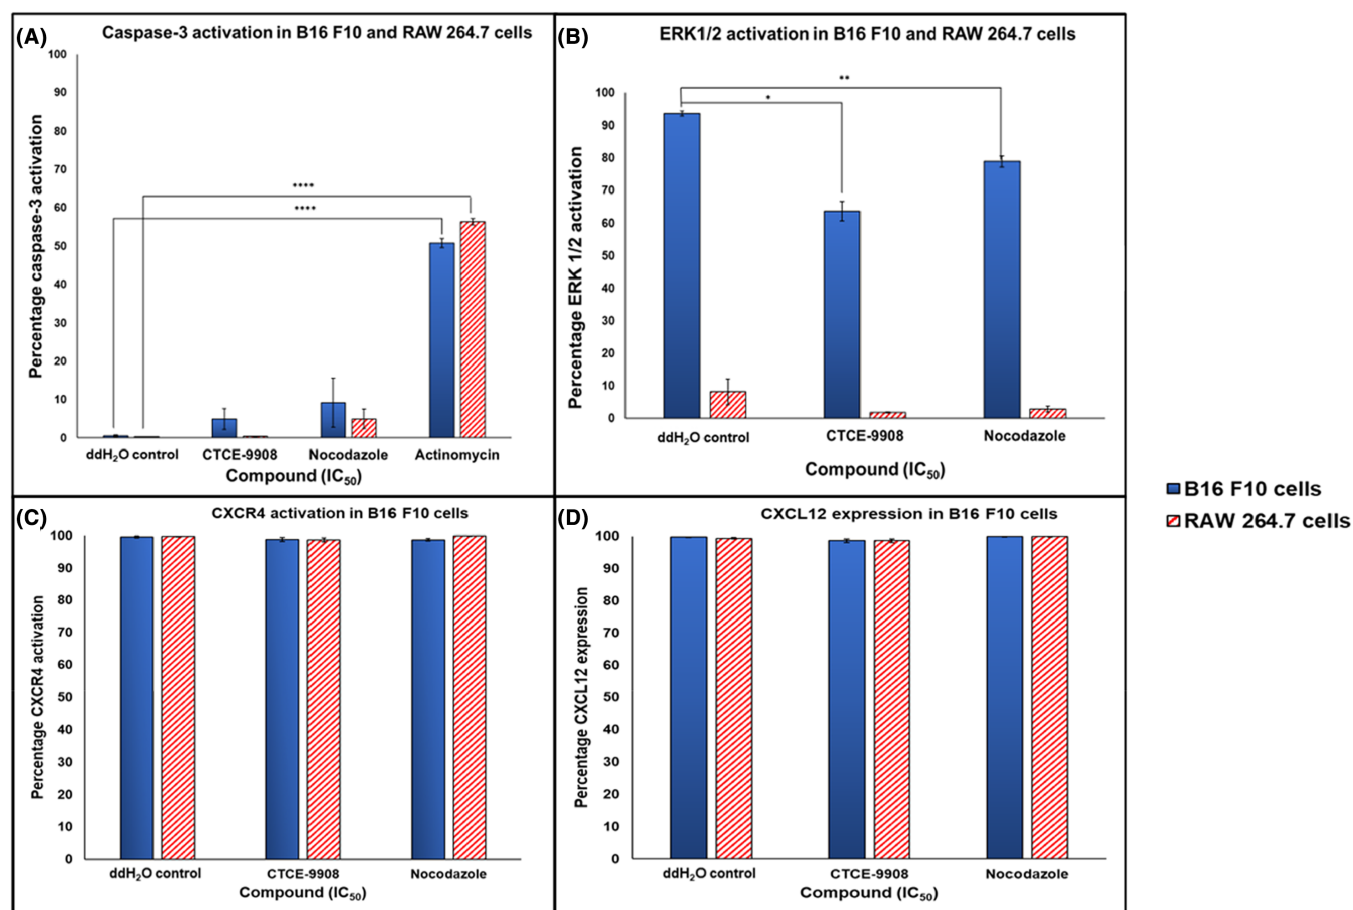 (A) Caspase-3 activation in B16 F10 and RAW 264.7 cells
Percentage caspase-3 activation
100
90
80
70
60
50
40
30
20
10
0
****
****
ddH₂O control CTCE-9908 Nocodazole Actinomycin
Compound (IC₅₀)
(B) ERK1/2 activation in B16 F10 and RAW 264.7 cells
Percentage ERK 1/2 activation
100
90
80
70
60
50
40
30
20
10
0
**
*
ddH₂O control CTCE-9908 Nocodazole
Compound (IC₅₀)
(C) CXCR4 activation in B16 F10 cells
Percentage CXCR4 activation
100
90
80
70
60
50
40
30
20
10
0
ddH₂O control CTCE-9908 Nocodazole
Compound (IC₅₀)
(D) CXCL12 expression in B16 F10 cells
Percentage CXCL12 expression
100
90
80
70
60
50
40
30
20
10
0
ddH₂O control CTCE-9908 Nocodazole
Compound (IC₅₀)
B16 F10 cells
RAW 264.7 cells